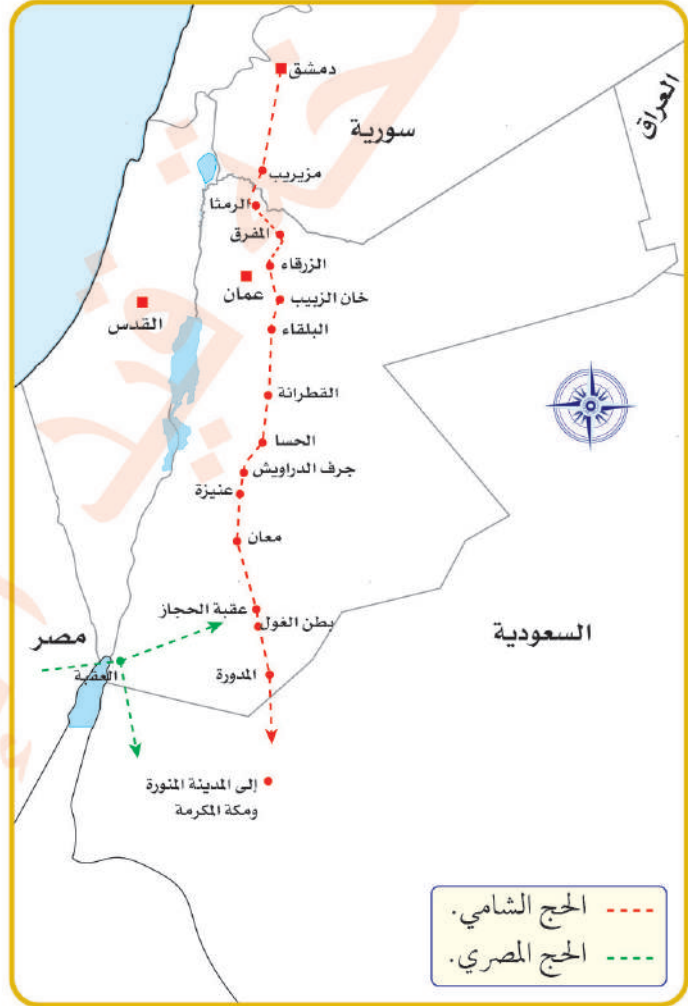 دمشق
سورية
العراق
مزيريب
الرمثا
المفرق
الزرقاء
عمان
خان الزبيب
القدس
البلقاء
القطرانة
الحسا
جرف الدراويش
عنيزة
معان
عقبة الحجاز
بطن الغول
مصر
السعودية
العقبة
المدورة
إلى المدينة المنورة
ومكة المكرمة
الحج الشامي.
الحج المصري.